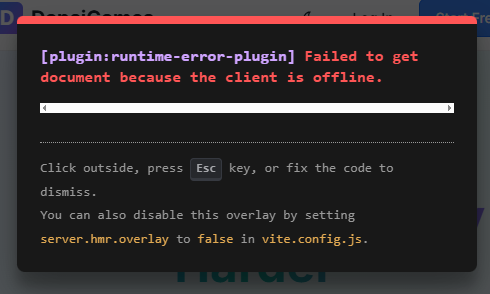 [plugin:runtime-error-plugin] Failed to get
document because the client is offline.
Click outside, press Esc key, or fix the code to
dismiss.
You can also disable this overlay by setting
server.hmr.overlay to false in vite.config.js.
Harder